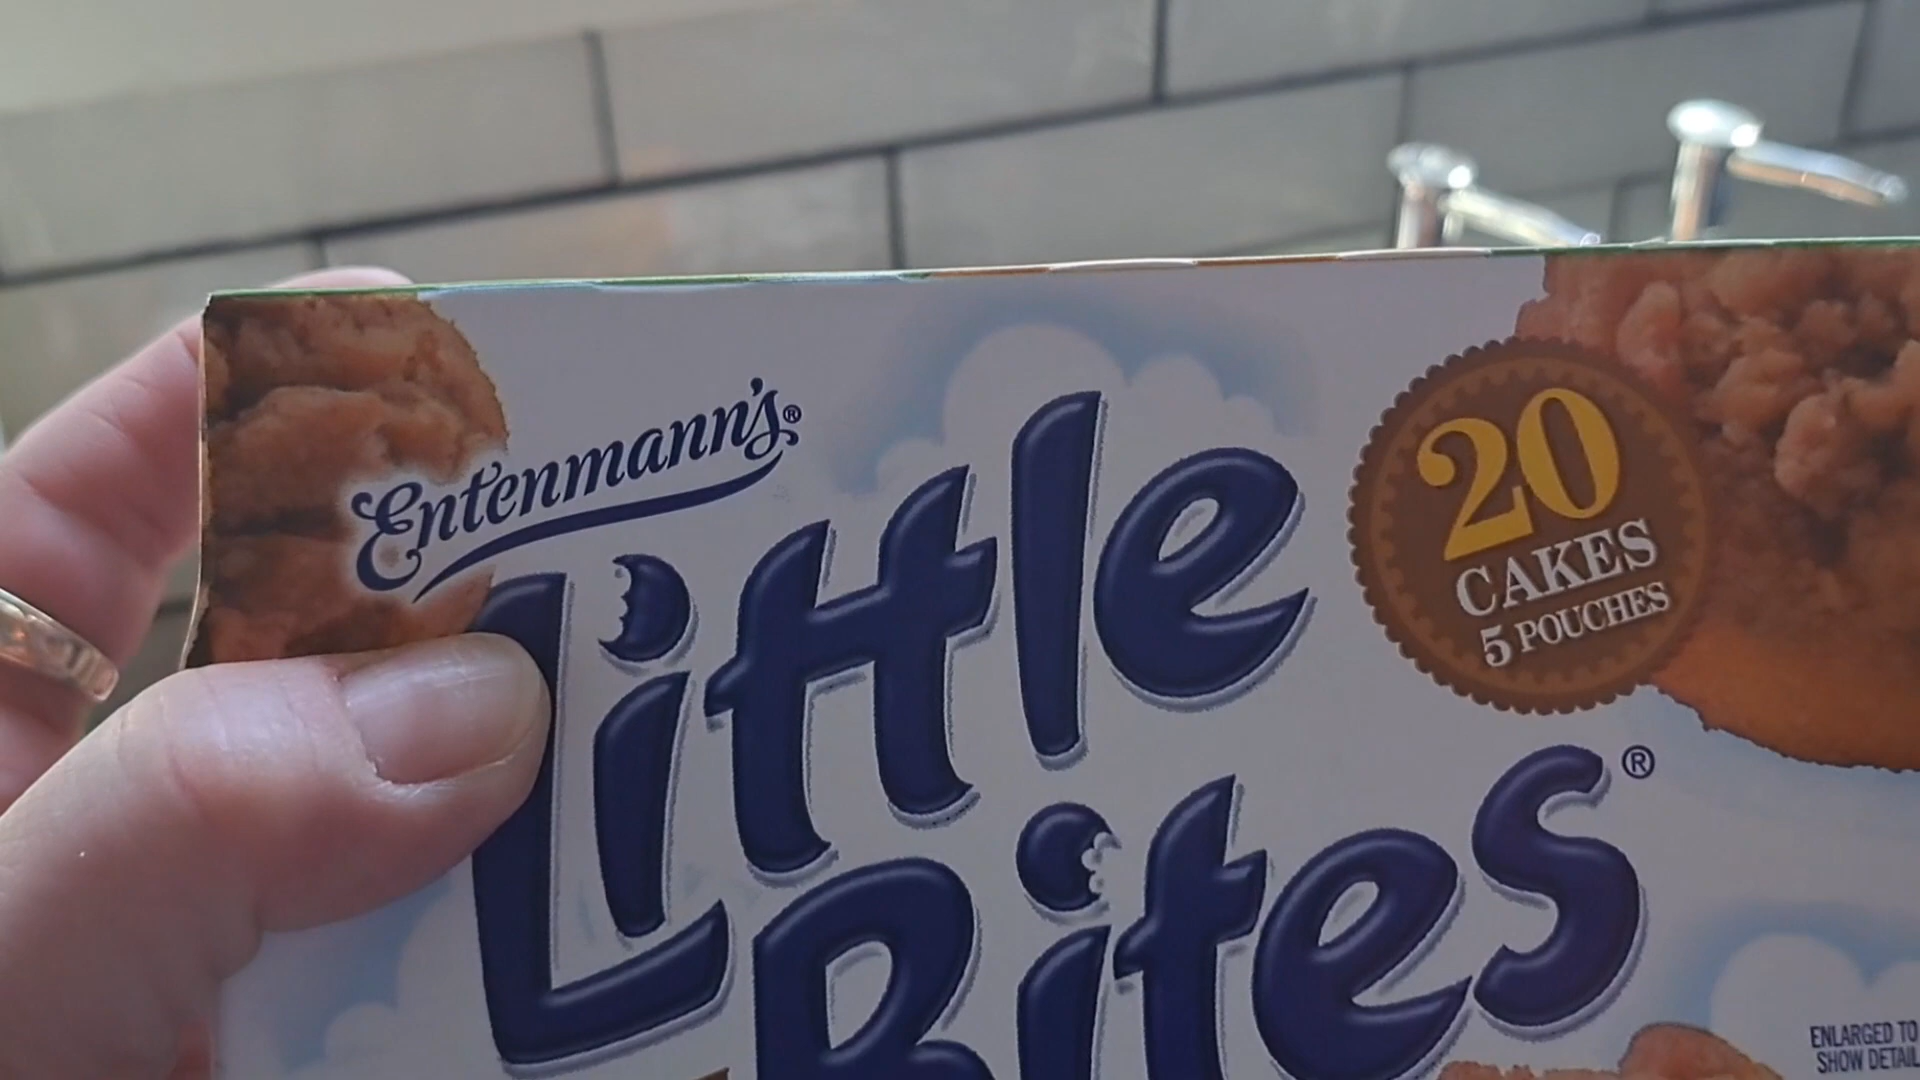 Entenmann's®
Little
Bites®
20
CAKES
5 POUCHES
ENLARGED TO
SHOW DETAIL